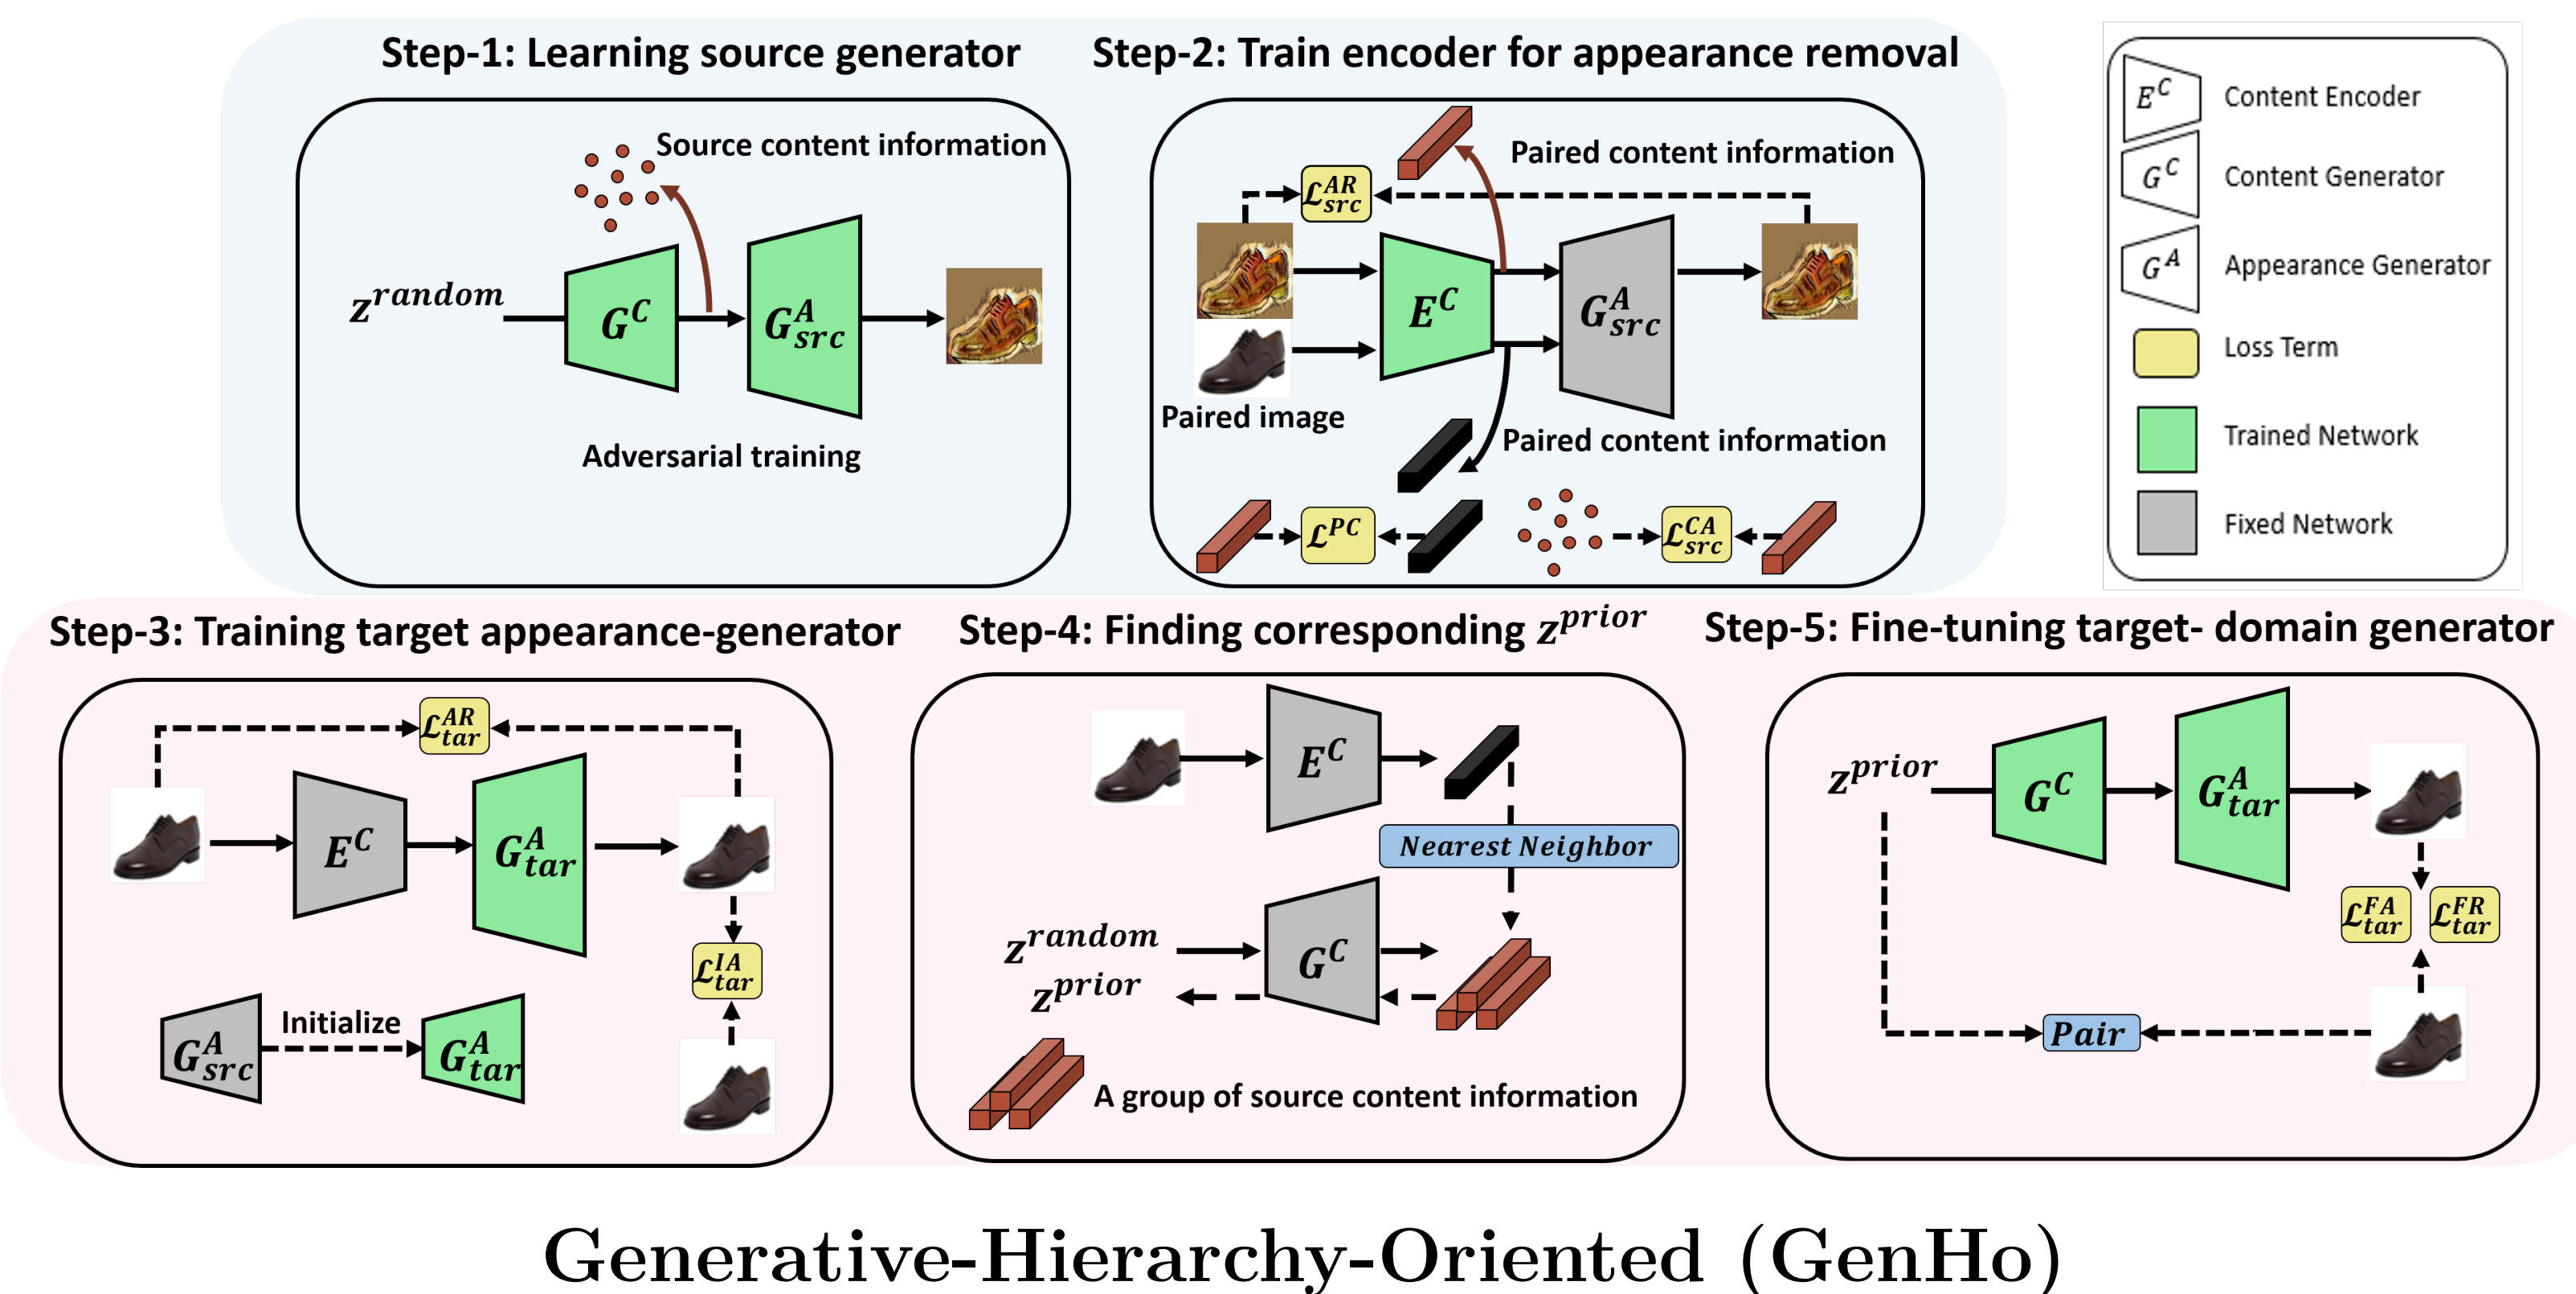 Step-1: Learning source generator
Source content information
z^random
G^C
G^A_src
Adversarial training
Step-2: Train encoder for appearance removal
Paired content information
ℒ^AR_src
E^C
G^A_src
Paired image
Paired content information
ℒ^PC
ℒ^CA_src
E^C Content Encoder
G^C Content Generator
G^A Appearance Generator
Loss Term
Trained Network
Fixed Network
Step-3: Training target appearance-generator
ℒ^AR_tar
E^C
G^A_tar
ℒ^IA_tar
G^A_src
Initialize
G^A_tar
Step-4: Finding corresponding z^prior
E^C
Nearest Neighbor
z^random
G^C
z^prior
A group of source content information
Step-5: Fine-tuning target- domain generator
z^prior
G^C
G^A_tar
ℒ^FA_tar
ℒ^FR_tar
Pair
Generative-Hierarchy-Oriented (GenHo)